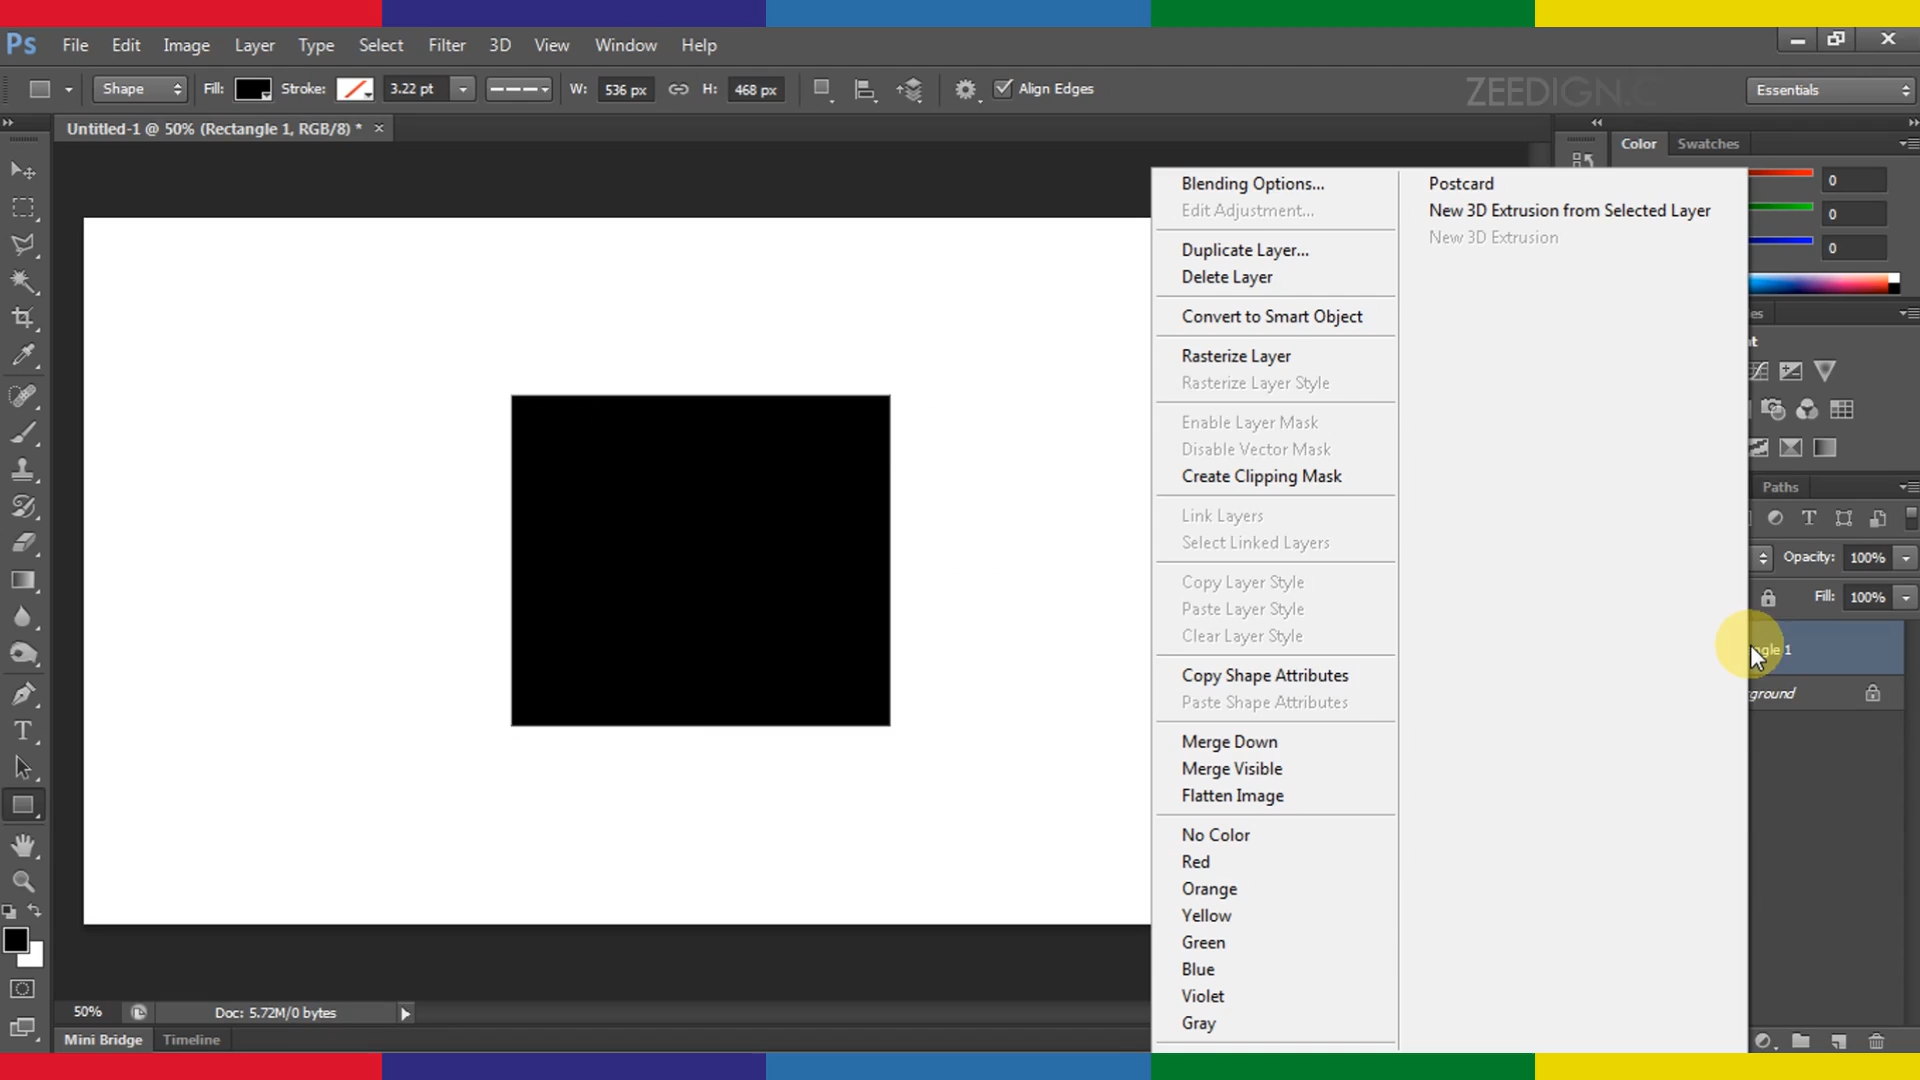 Ps File Edit Image Layer Type Select Filter 3D View Window Help
Shape Fill: Stroke: 3.22 pt W: 536 px H: 468 px Align Edges ZEEDIGN.C Essentials
Untitled-1 @ 50% (Rectangle 1, RGB/8) * ×
Color Swatches
0
0
0
Blending Options...
Edit Adjustment...
Duplicate Layer...
Delete Layer
Convert to Smart Object
Rasterize Layer
Rasterize Layer Style
Enable Layer Mask
Disable Vector Mask
Create Clipping Mask
Link Layers
Select Linked Layers
Copy Layer Style
Paste Layer Style
Clear Layer Style
Copy Shape Attributes
Paste Shape Attributes
Merge Down
Merge Visible
Flatten Image
No Color
Red
Orange
Yellow
Green
Blue
Violet
Gray
Postcard
New 3D Extrusion from Selected Layer
New 3D Extrusion
es
t
Paths
Opacity: 100%
Fill: 100%
ngle 1
ground
50% Doc: 5.72M/0 bytes
Mini Bridge Timeline